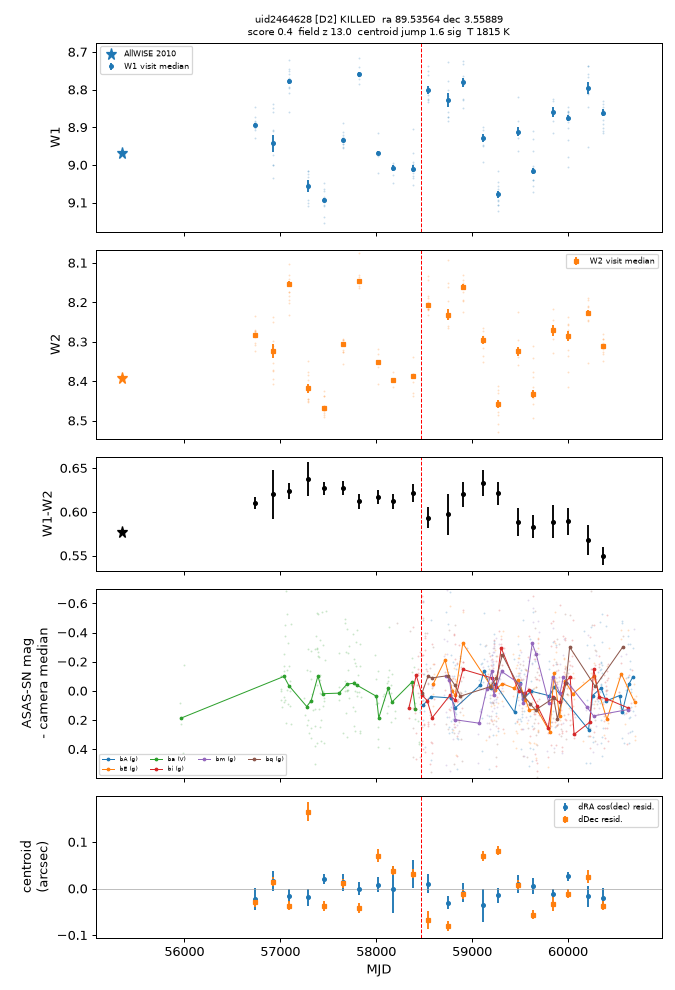 uid2464628 [D2] KILLED ra 89.53564 dec 3.55889
score 0.4 field z 13.0 centroid jump 1.6 sig T 1815 K
8.7
8.8
8.9
9.0
9.1
W1
AllWISE 2010
W1 visit median
8.1
8.2
8.3
8.4
8.5
W2
W2 visit median
0.65
0.60
0.55
W1-W2
−0.6
−0.4
−0.2
0.0
0.2
0.4
ASAS-SN mag
- camera median
bA (g)
bE (g)
ba (V)
bi (g)
bm (g)
bq (g)
0.1
0.0
−0.1
centroid
(arcsec)
dRA cos(dec) resid.
dDec resid.
56000
57000
58000
59000
60000
MJD